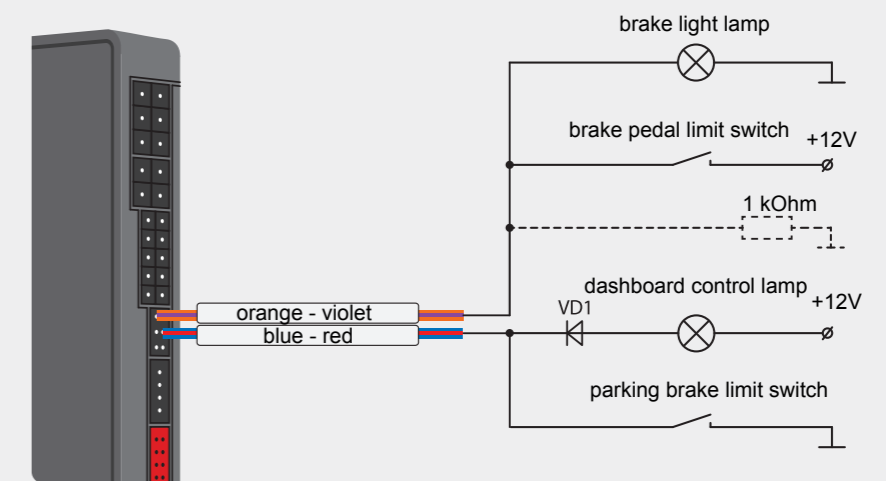 brake light lamp
brake pedal limit switch
+12V
1 kOhm
dashboard control lamp
+12V
VD1
orange - violet
blue - red
parking brake limit switch